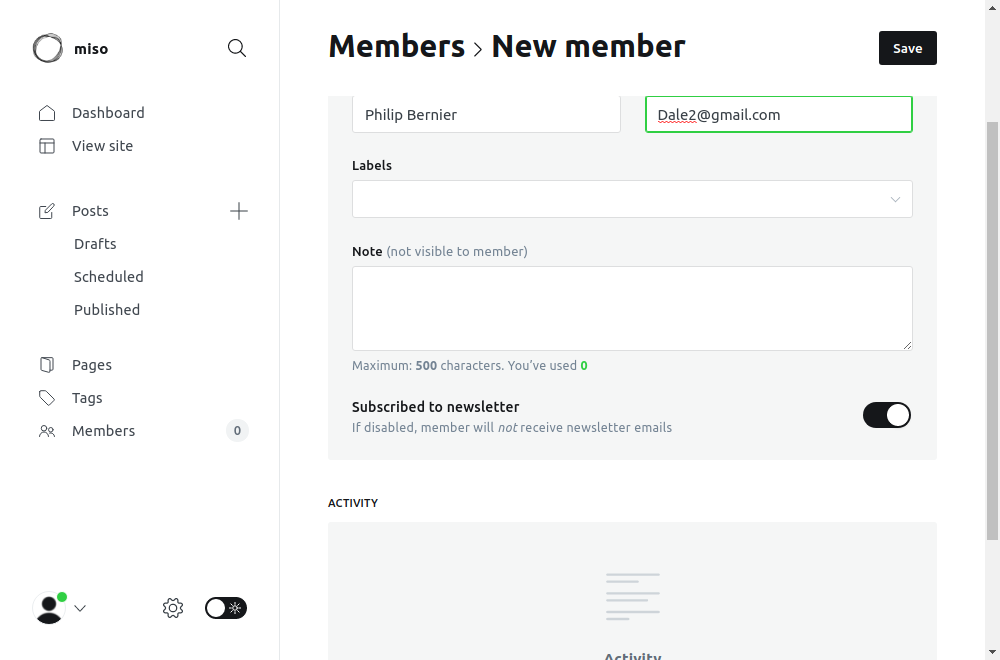 miso
Dashboard
View site
Posts
Drafts
Scheduled
Published
Pages
Tags
Members 0
Members > New member
Save
Philip Bernier
Dale2@gmail.com
Labels
Note (not visible to member)
Maximum: 500 characters. You've used 0
Subscribed to newsletter
If disabled, member will not receive newsletter emails
ACTIVITY
Activity